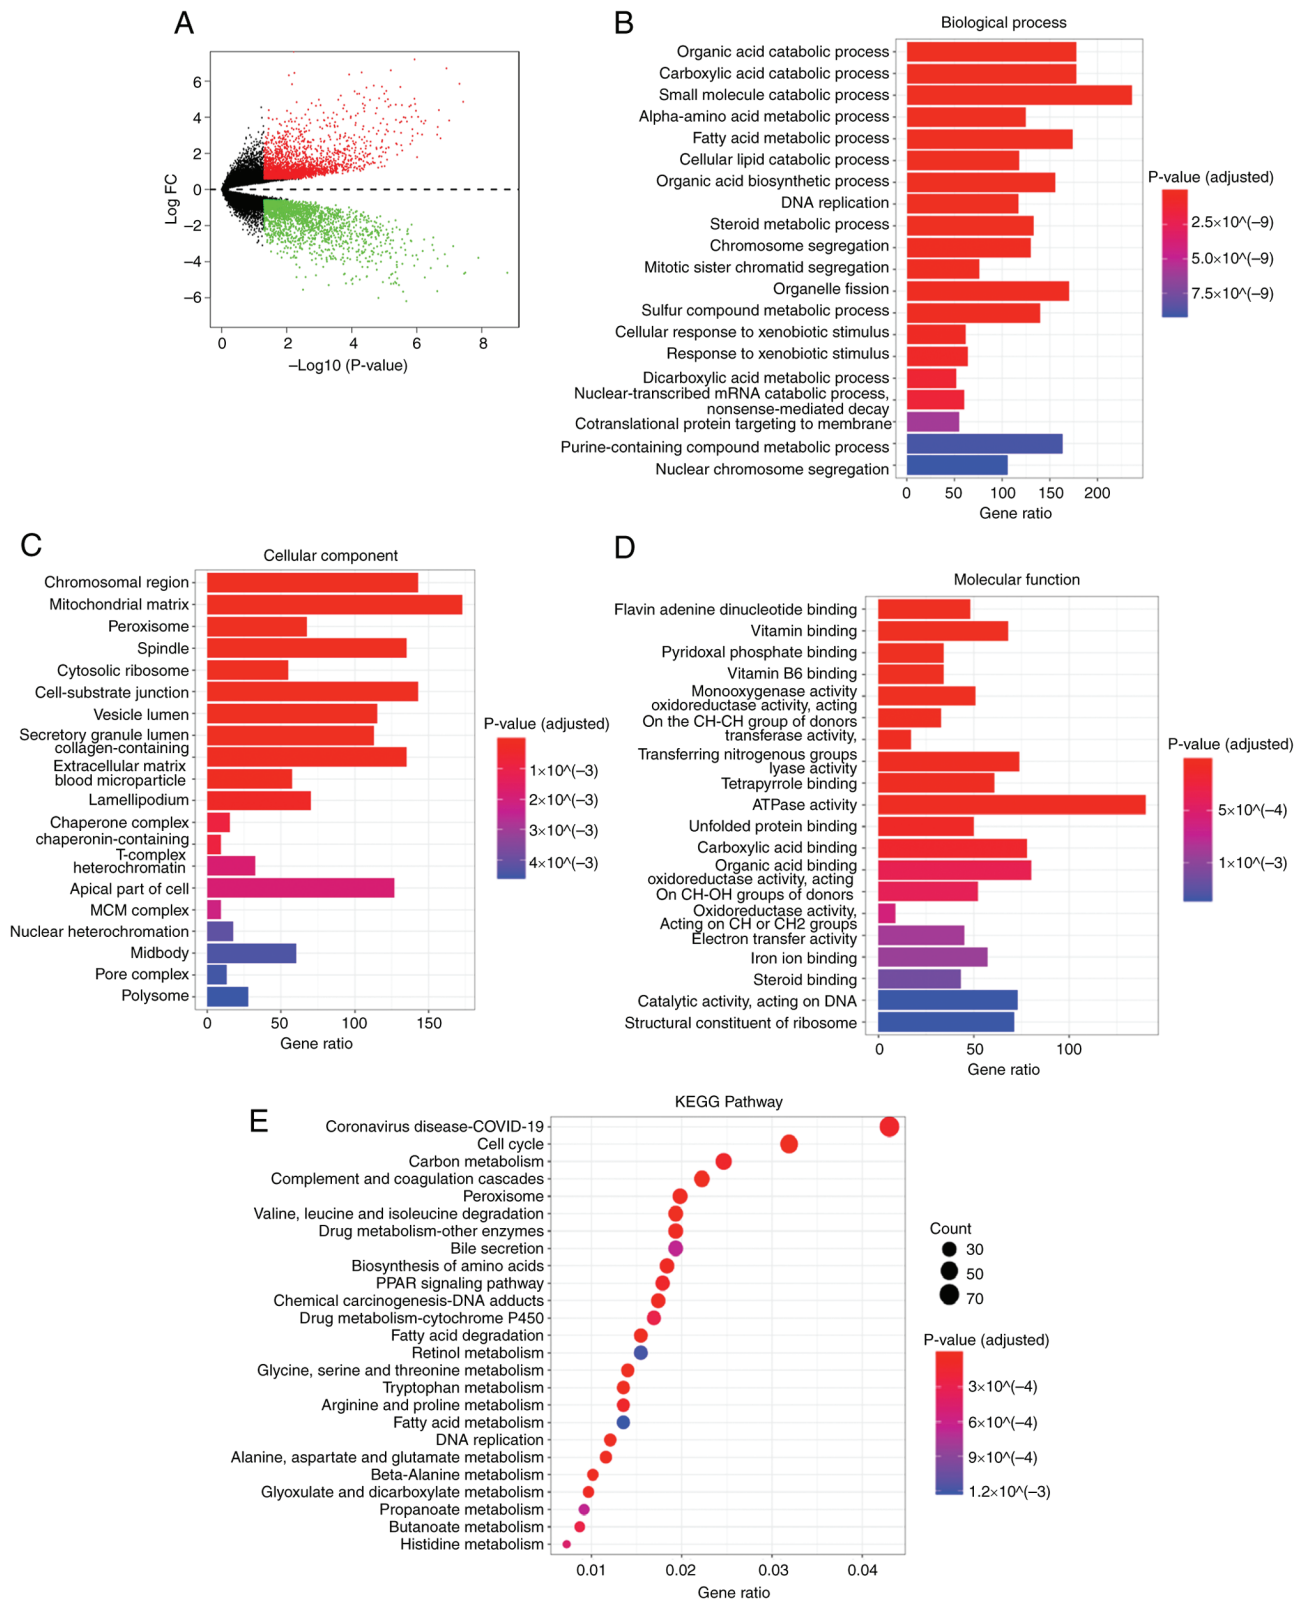 A
6
4
2
0
−2
−4
−6
Log FC
0 2 4 6 8
−Log10 (P-value)
B
Biological process
Organic acid catabolic process
Carboxylic acid catabolic process
Small molecule catabolic process
Alpha-amino acid metabolic process
Fatty acid metabolic process
Cellular lipid catabolic process
Organic acid biosynthetic process
DNA replication
Steroid metabolic process
Chromosome segregation
Mitotic sister chromatid segregation
Organelle fission
Sulfur compound metabolic process
Cellular response to xenobiotic stimulus
Response to xenobiotic stimulus
Dicarboxylic acid metabolic process
Nuclear-transcribed mRNA catabolic process,
nonsense-mediated decay
Cotranslational protein targeting to membrane
Purine-containing compound metabolic process
Nuclear chromosome segregation
0 50 100 150 200
Gene ratio
P-value (adjusted)
2.5×10^(−9)
5.0×10^(−9)
7.5×10^(−9)
C
Cellular component
Chromosomal region
Mitochondrial matrix
Peroxisome
Spindle
Cytosolic ribosome
Cell-substrate junction
Vesicle lumen
Secretory granule lumen
collagen-containing
Extracellular matrix
blood microparticle
Lamellipodium
Chaperone complex
chaperonin-containing
T-complex
heterochromatin
Apical part of cell
MCM complex
Nuclear heterochromation
Midbody
Pore complex
Polysome
0 50 100 150
Gene ratio
P-value (adjusted)
1×10^(−3)
2×10^(−3)
3×10^(−3)
4×10^(−3)
D
Molecular function
Flavin adenine dinucleotide binding
Vitamin binding
Pyridoxal phosphate binding
Vitamin B6 binding
Monooxygenase activity
oxidoreductase activity, acting
On the CH-CH group of donors
transferase activity,
Transferring nitrogenous groups
lyase activity
Tetrapyrrole binding
ATPase activity
Unfolded protein binding
Carboxylic acid binding
Organic acid binding
oxidoreductase activity, acting
On CH-OH groups of donors
Oxidoreductase activity,
Acting on CH or CH2 groups
Electron transfer activity
Iron ion binding
Steroid binding
Catalytic activity, acting on DNA
Structural constituent of ribosome
0 50 100
Gene ratio
P-value (adjusted)
5×10^(−4)
1×10^(−3)
E
KEGG Pathway
Coronavirus disease-COVID-19
Cell cycle
Carbon metabolism
Complement and coagulation cascades
Peroxisome
Valine, leucine and isoleucine degradation
Drug metabolism-other enzymes
Bile secretion
Biosynthesis of amino acids
PPAR signaling pathway
Chemical carcinogenesis-DNA adducts
Drug metabolism-cytochrome P450
Fatty acid degradation
Retinol metabolism
Glycine, serine and threonine metabolism
Tryptophan metabolism
Arginine and proline metabolism
Fatty acid metabolism
DNA replication
Alanine, aspartate and glutamate metabolism
Beta-Alanine metabolism
Glyoxulate and dicarboxylate metabolism
Propanoate metabolism
Butanoate metabolism
Histidine metabolism
0.01 0.02 0.03 0.04
Gene ratio
Count
30
50
70
P-value (adjusted)
3×10^(−4)
6×10^(−4)
9×10^(−4)
1.2×10^(−3)